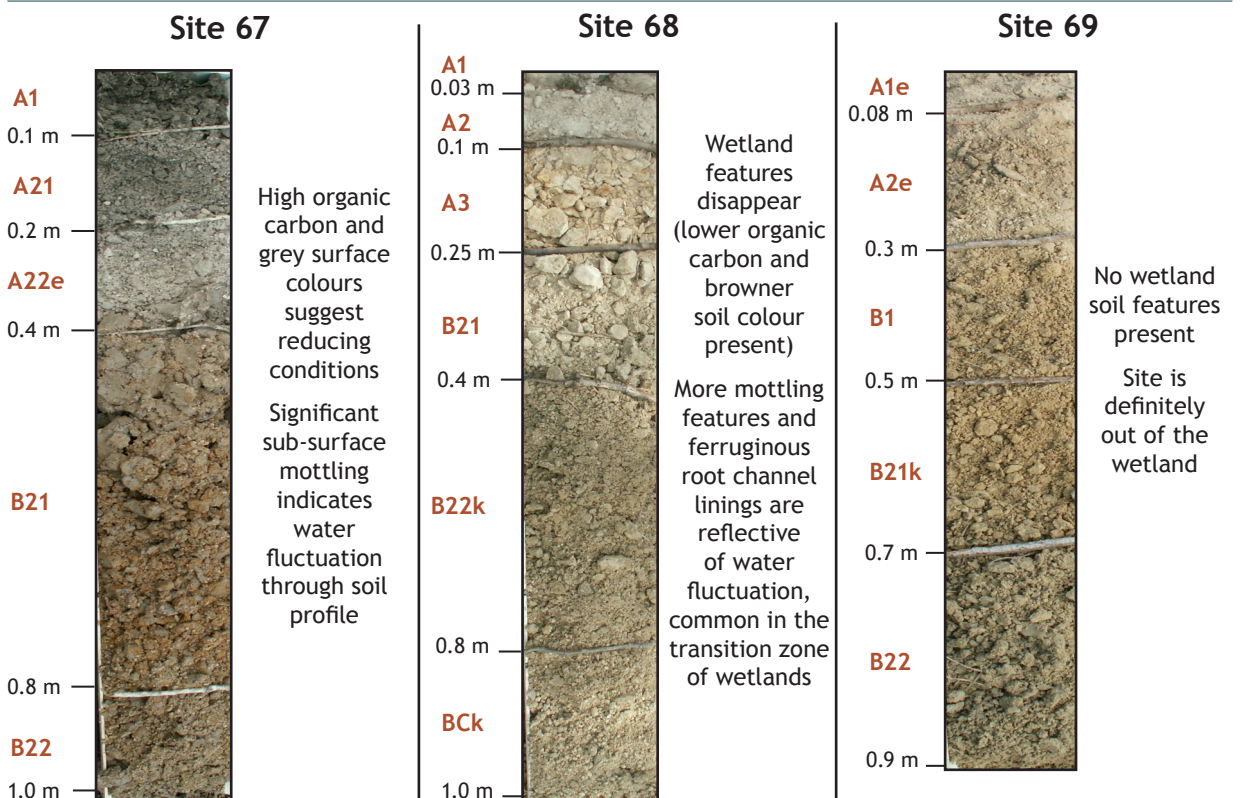 Site 67
A1
0.1 m
A21
0.2 m
A22e
0.4 m
B21
0.8 m
B22
1.0 m
High organic
carbon and
grey surface
colours
suggest
reducing
conditions
Significant
sub-surface
mottling
indicates
water
fluctuation
through soil
profile
Site 68
A1
0.03 m
A2
0.1 m
A3
0.25 m
B21
0.4 m
B22k
0.8 m
BCk
1.0 m
Wetland
features
disappear
(lower organic
carbon and
browner
soil colour
present)
More mottling
features and
ferruginous
root channel
linings are
reflective
of water
fluctuation,
common in the
transition zone
of wetlands
Site 69
A1e
0.08 m
A2e
0.3 m
B1
0.5 m
B21k
0.7 m
B22
0.9 m
No wetland
soil features
present
Site is
definitely
out of the
wetland